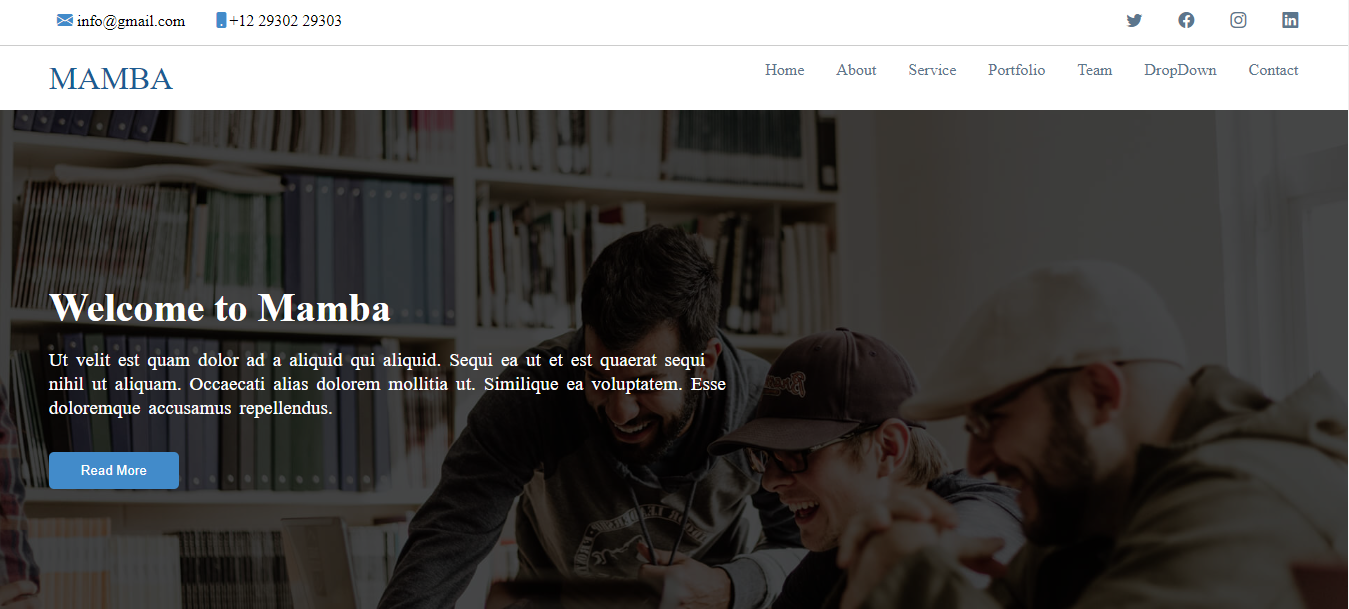 info@gmail.com +12 29302 29303
MAMBA Home About Service Portfolio Team DropDown Contact
Welcome to Mamba
Ut velit est quam dolor ad a aliquid qui aliquid. Sequi ea ut et est quaerat sequi
nihil ut aliquam. Occaecati alias dolorem mollitia ut. Similique ea voluptatem. Esse
doloremque accusamus repellendus.
Read More